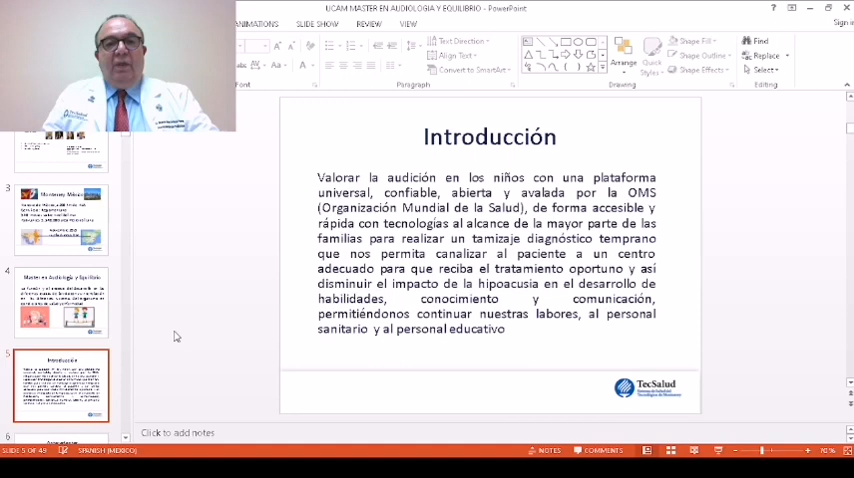 UCAM MASTER EN AUDIOLOGIA Y EQUILIBRIO - PowerPoint
Sign in
ANIMATIONS
SLIDE SHOW
REVIEW
VIEW
Text Direction
Align Text
Convert to SmartArt
Arrange
Quick
Styles
Shape Fill
Shape Outline
Shape Effects
Find
Replace
Select
Paragraph
Drawing
Editing
TecSalud
3
Monterrey México
4
Master en Audiología y Equilibrio
5
Introducción
6
Introducción
Valorar la audición en los niños con una plataforma
universal, confiable, abierta y avalada por la OMS
(Organización Mundial de la Salud), de forma accesible y
rápida con tecnologías al alcance de la mayor parte de las
familias para realizar un tamizaje diagnóstico temprano
que nos permita canalizar al paciente a un centro
adecuado para que reciba el tratamiento oportuno y así
disminuir el impacto de la hipoacusia en el desarrollo de
habilidades, conocimiento y comunicación,
permitiéndonos continuar nuestras labores, al personal
sanitario y al personal educativo
TecSalud
Click to add notes
SLIDE 5 OF 49
SPANISH (MEXICO)
NOTES
COMMENTS
70%